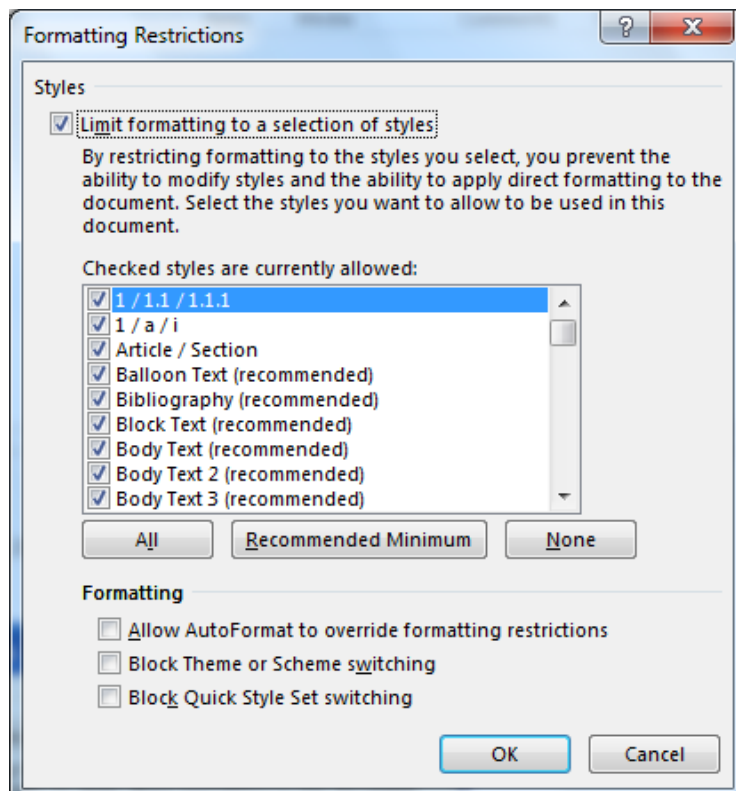 Formatting Restrictions
?
X
Styles
Limit formatting to a selection of styles
By restricting formatting to the styles you select, you prevent the
ability to modify styles and the ability to apply direct formatting to the
document. Select the styles you want to allow to be used in this
document.
Checked styles are currently allowed:
1 / 1.1 / 1.1.1
1 / a / i
Article / Section
Balloon Text (recommended)
Bibliography (recommended)
Block Text (recommended)
Body Text (recommended)
Body Text 2 (recommended)
Body Text 3 (recommended)
All Recommended Minimum None
Formatting
Allow AutoFormat to override formatting restrictions
Block Theme or Scheme switching
Block Quick Style Set switching
OK Cancel